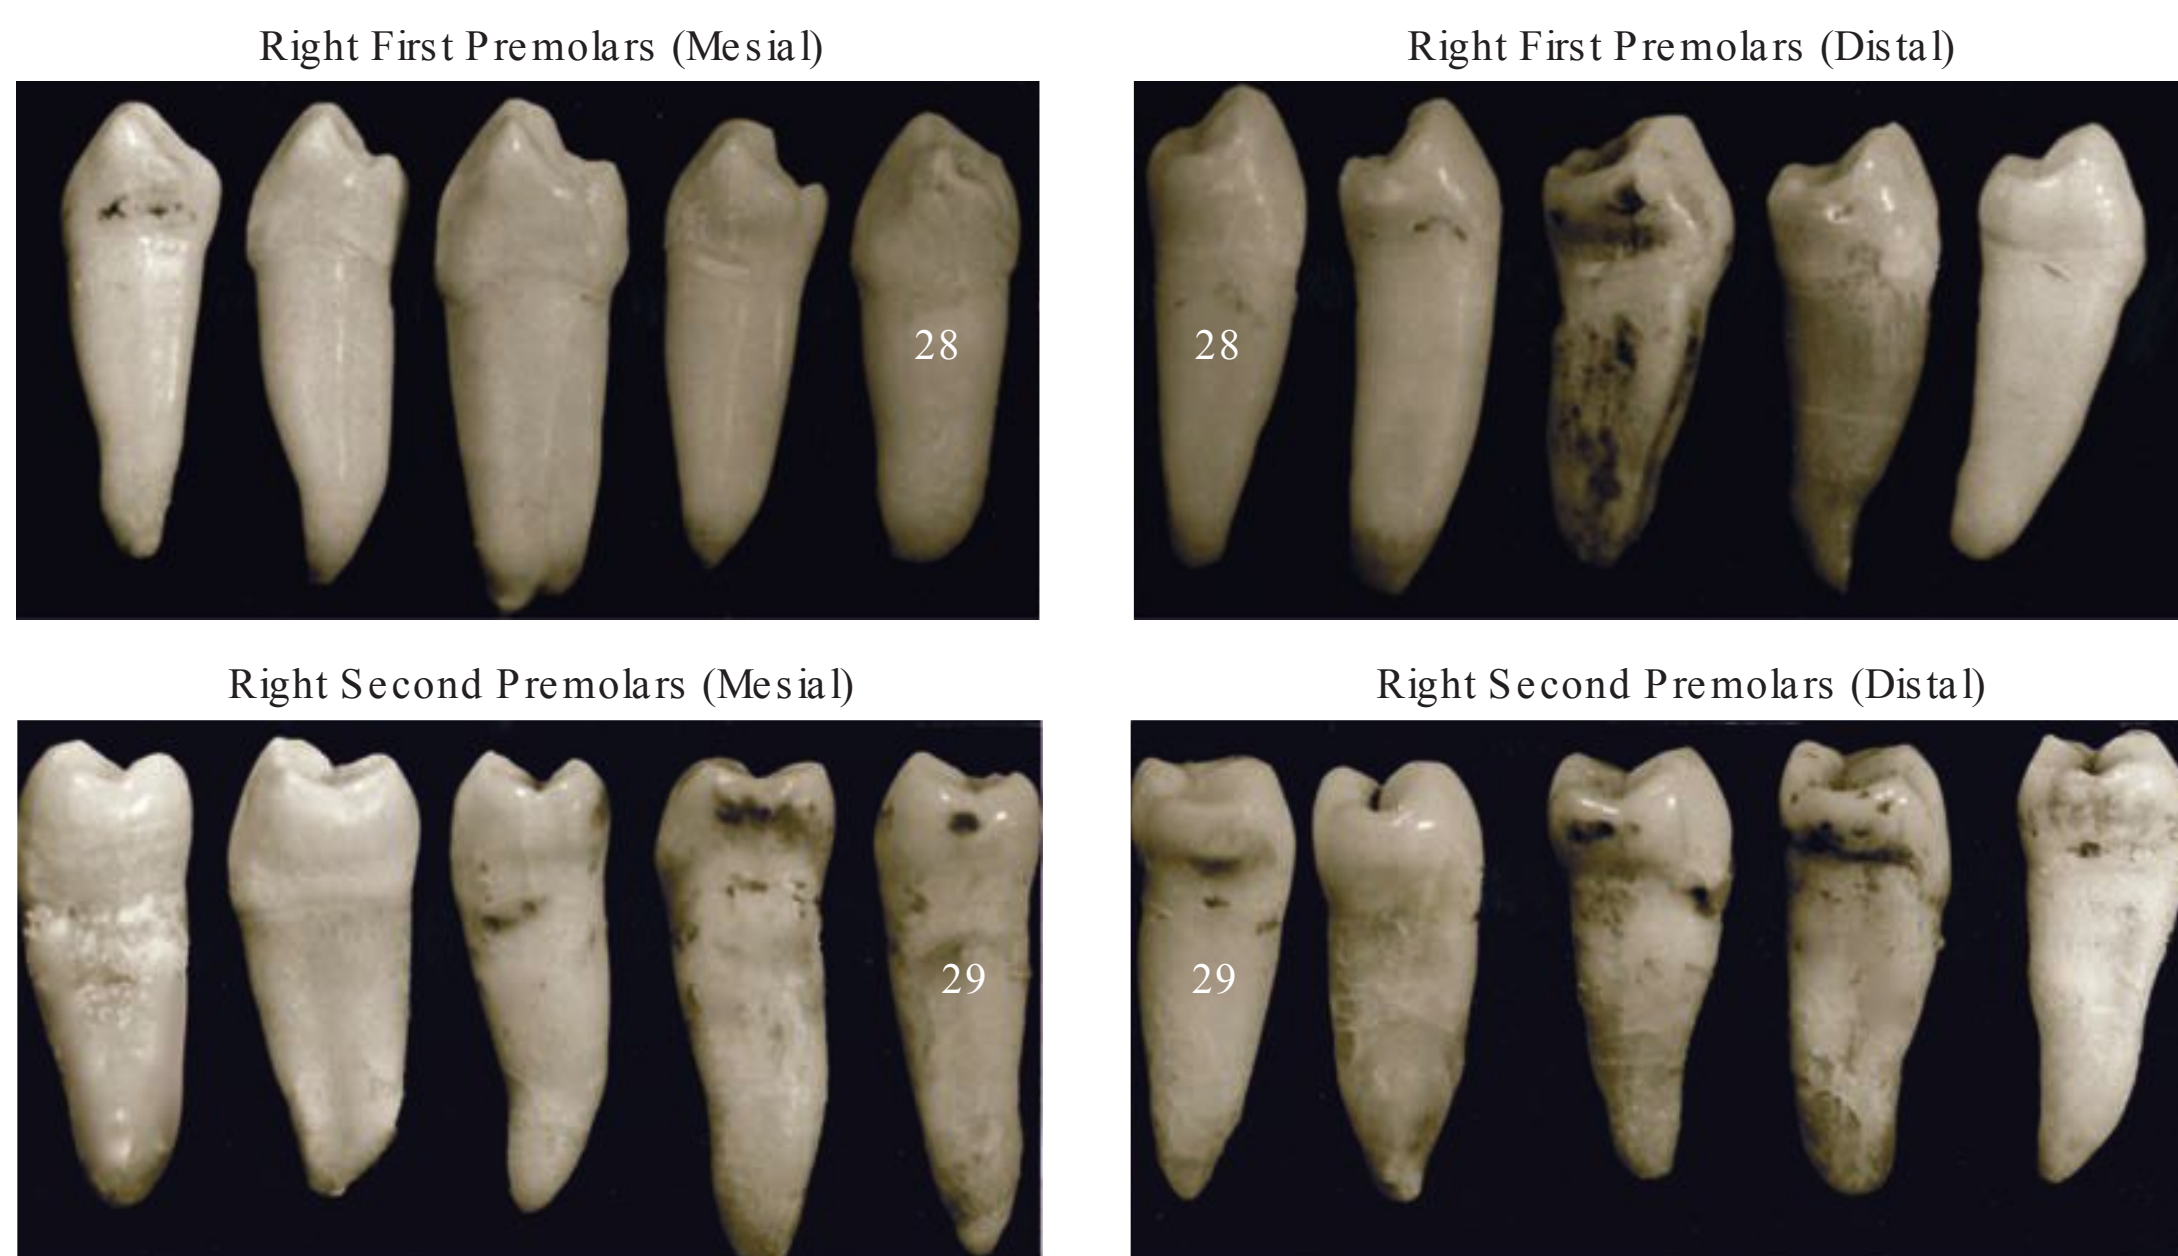 Right First Premolars (Mesial)
Right First Premolars (Distal)
28
28
Right Second Premolars (Mesial)
Right Second Premolars (Distal)
29
29